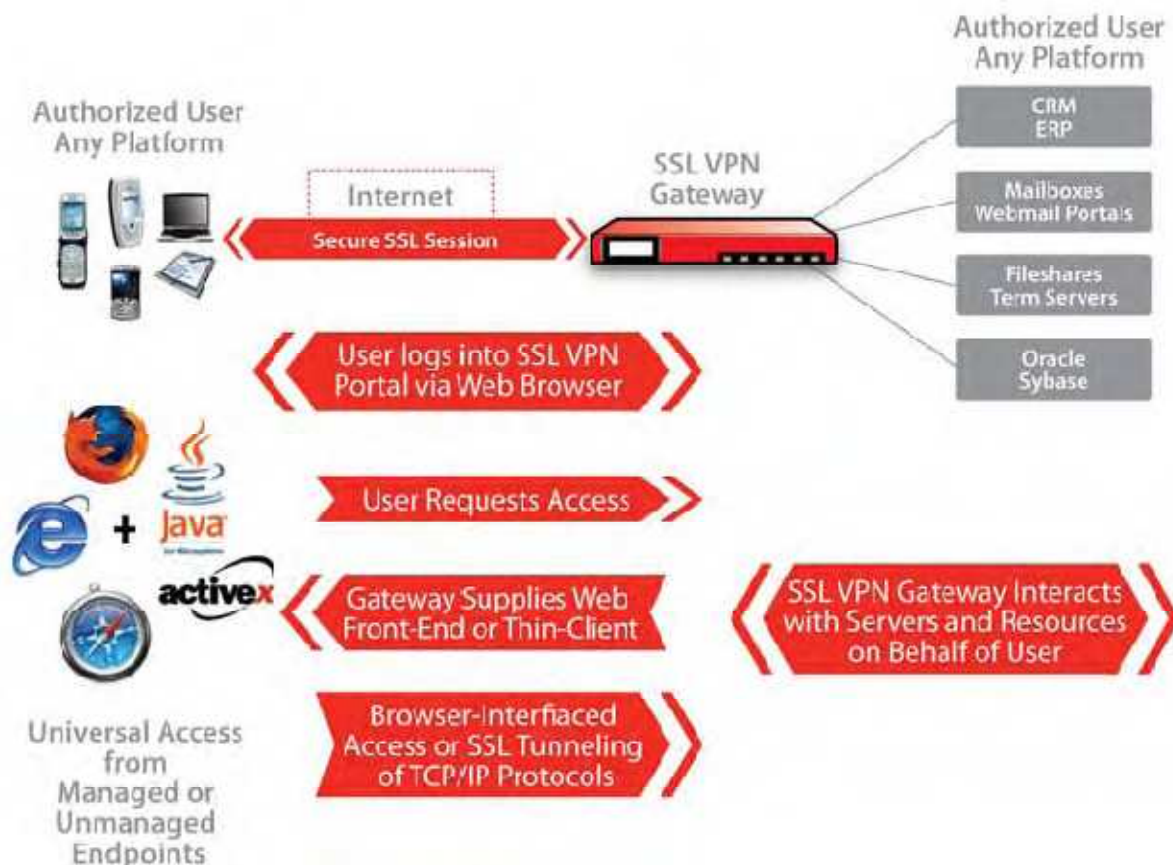 Authorized User
Any Platform
Authorized User
Any Platform
Internet
Secure SSL Session
SSL VPN
Gateway
CRM
ERP
Mailboxes
Webmail Portals
Fileshares
Term Servers
Oracle
Sybase
User logs into SSL VPN
Portal via Web Browser
Java
activex
User Requests Access
Gateway Supplies Web
Front-End or Thin-Client
SSL VPN Gateway Interacts
with Servers and Resources
on Behalf of User
Browser-Interfiaced
Access or SSL Tunneling
of TCP/IP Protocols
Universal Access
from
Managed or
Unmanaged
Endpoints